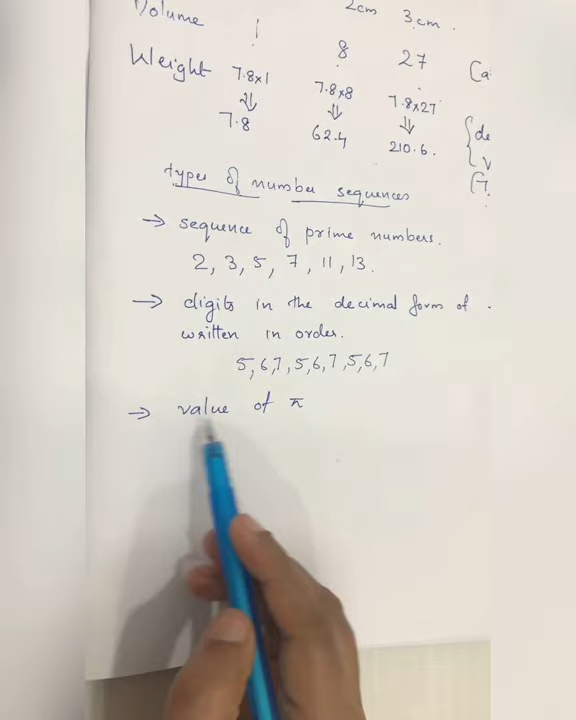 Volume 1 8 27
2cm 3cm.
Weight 7.8×1 7.8×8 7.8×27
⇓ ⇓ ⇓
7.8 62.4 210.6.
types of number sequences
→ sequence of prime numbers.
2, 3, 5, 7, 11, 13.
→ digits in the decimal form of
written in order.
5, 6, 7, 5, 6, 7, 5, 6, 7
→ value of π